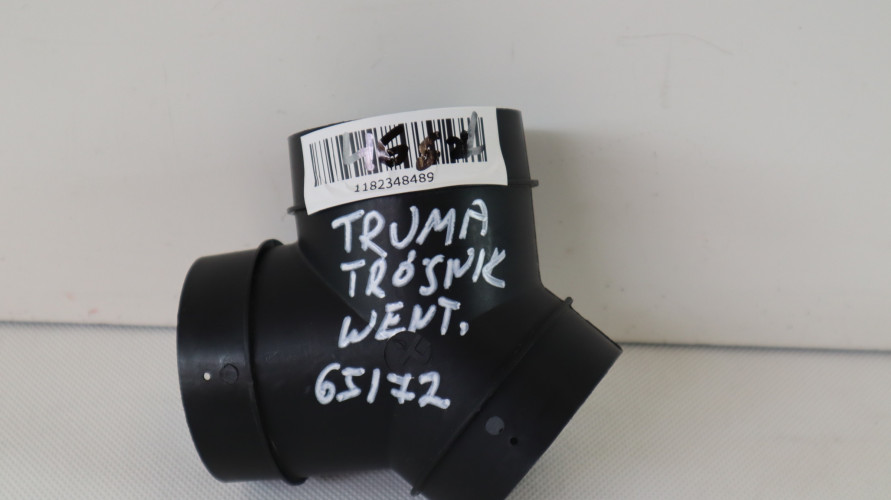 1182348489
TRUMA
TRÓJNIK
WENT.
65172